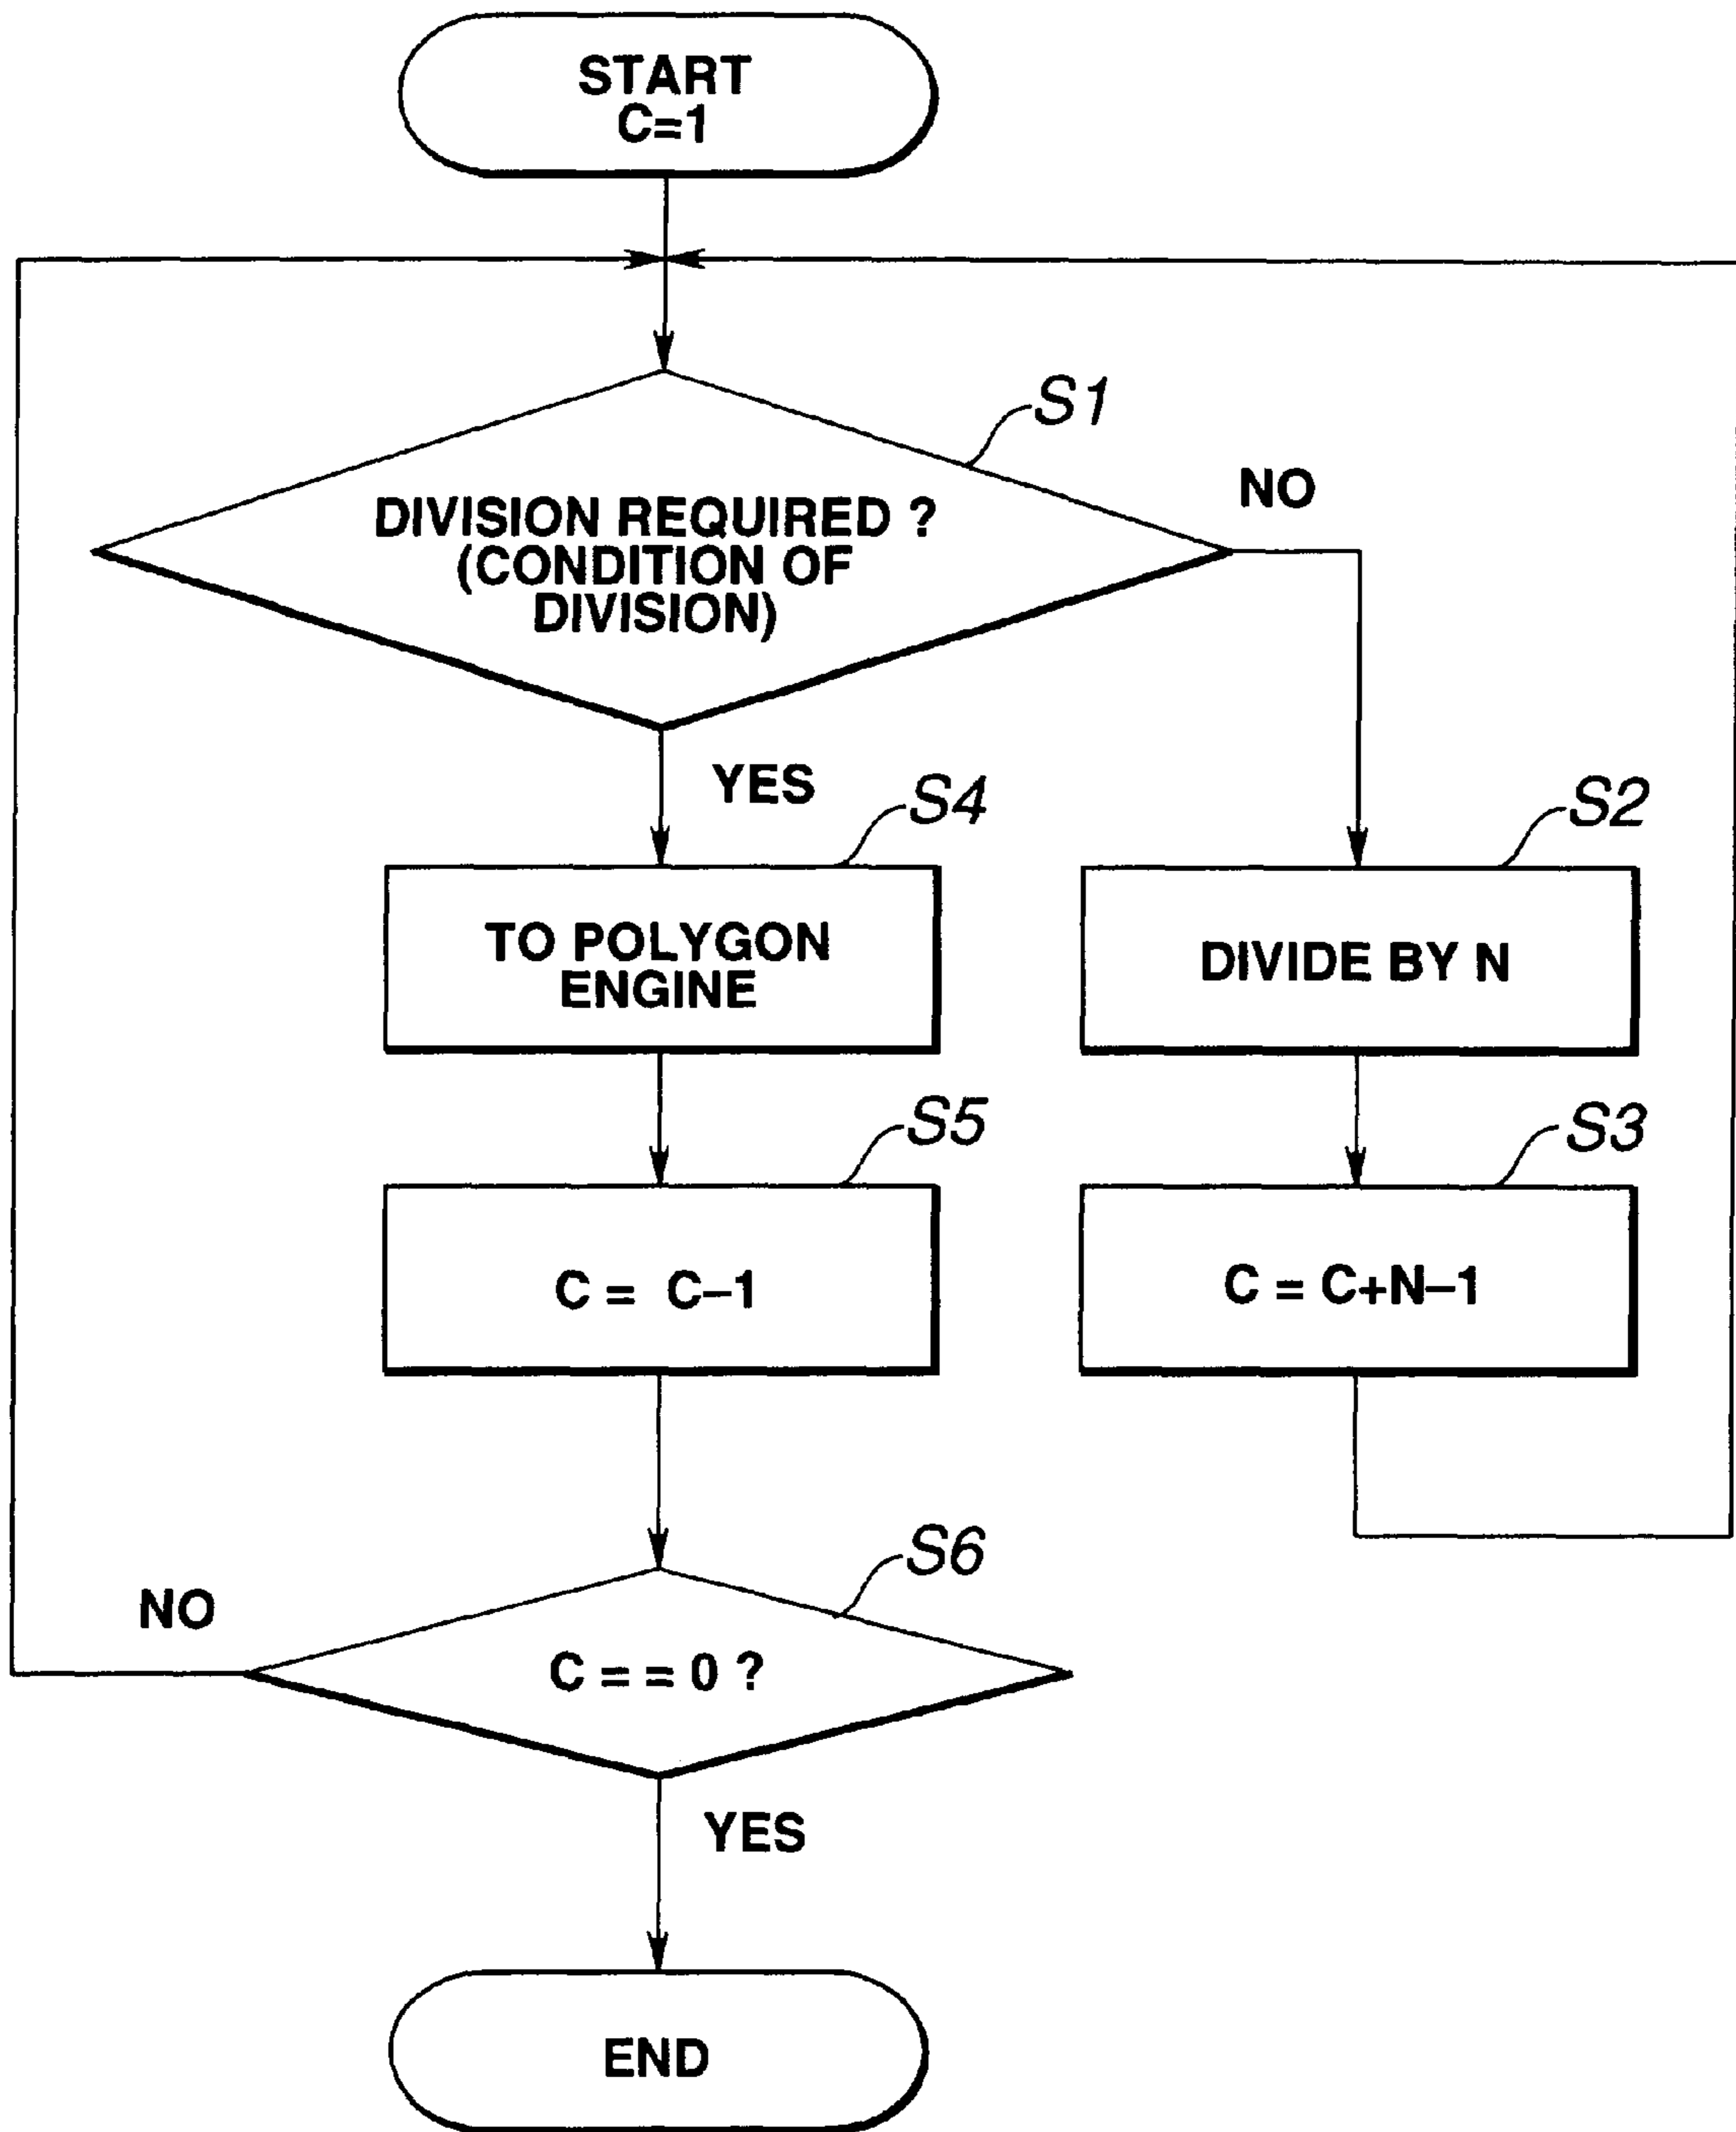 START
C=1
S1
NO
DIVISION REQUIRED ?
(CONDITION OF
DIVISION)
YES
S4
S2
TO POLYGON
ENGINE
DIVIDE BY N
S5
S3
C = C–1
C = C+N–1
S6
NO
C = = 0 ?
YES
END